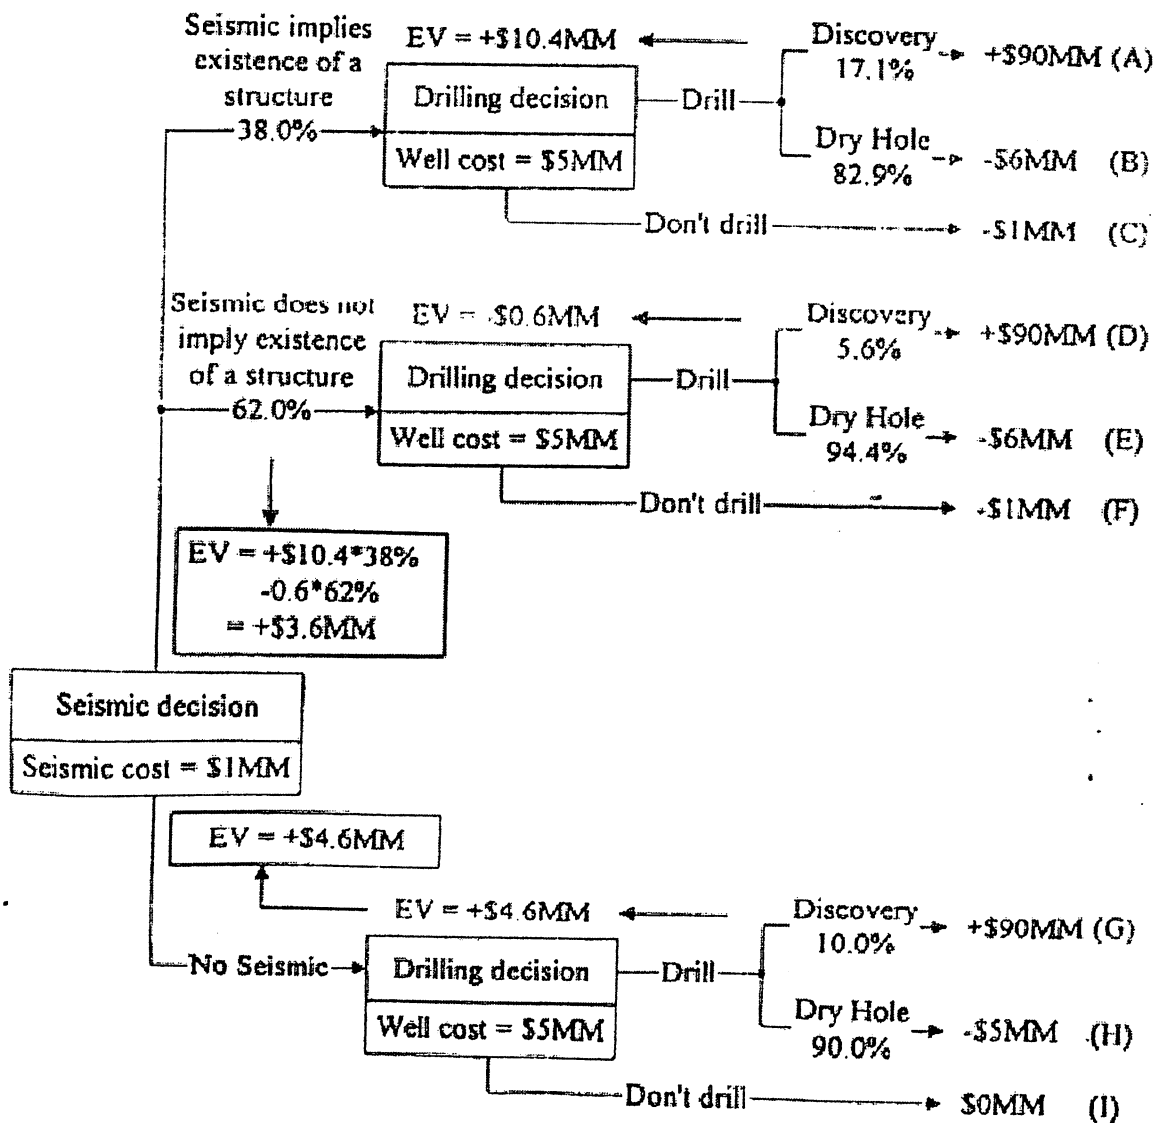 Seismic implies
existence of a
structure
38.0%
EV = +$10.4MM
Drilling decision
Well cost = $5MM
Drill
Discovery
17.1%
+$90MM (A)
Dry Hole
82.9%
-$6MM (B)
Don't drill
-$1MM (C)
Seismic does not
imply existence
of a structure
62.0%
EV = -$0.6MM
Drilling decision
Well cost = $5MM
Drill
Discovery
5.6%
+$90MM (D)
Dry Hole
94.4%
-$6MM (E)
Don't drill
-$1MM (F)
EV = +$10.4*38%
-0.6*62%
= +$3.6MM
Seismic decision
Seismic cost = $1MM
EV = +$4.6MM
No Seismic
EV = +$4.6MM
Drilling decision
Well cost = $5MM
Drill
Discovery
10.0%
+$90MM (G)
Dry Hole
90.0%
-$5MM (H)
Don't drill
$0MM (I)